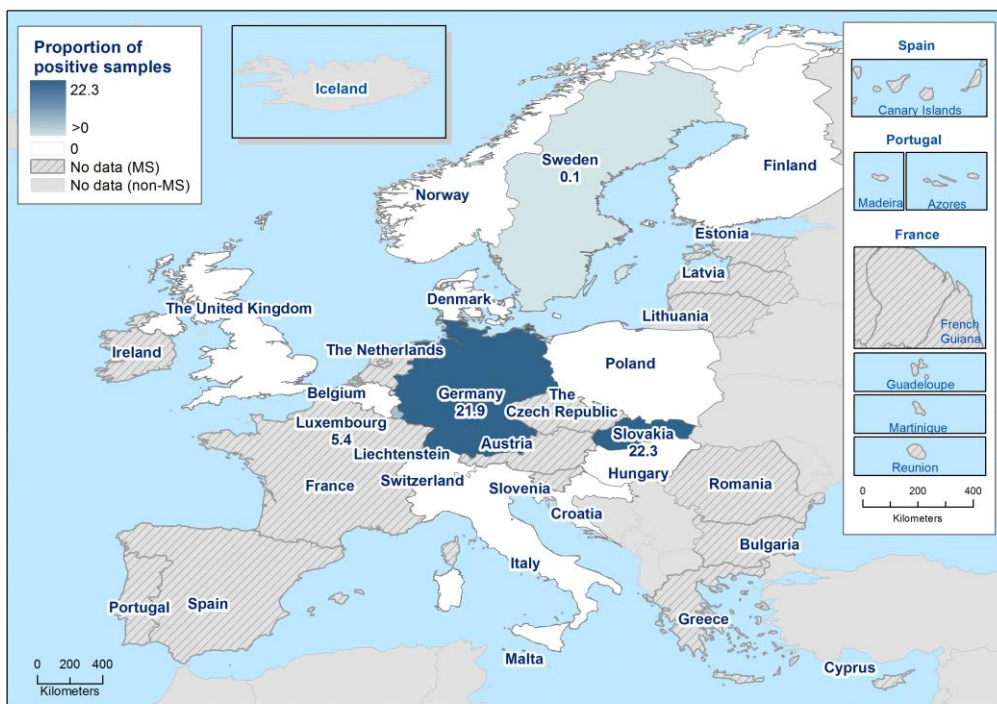 Proportion of
positive samples
22.3
>0
0
No data (MS)
No data (non-MS)
Iceland
Spain
Canary Islands
Portugal
Madeira
Azores
France
French
Guiana
Guadeloupe
Martinique
Reunion
0 200 400
Kilometers
Sweden
0.1
Finland
Norway
Estonia
Latvia
Lithuania
Denmark
The United Kingdom
Ireland
The Netherlands
Poland
Belgium
Germany
21.9
The
Czech Republic
Luxembourg
5.4
Slovakia
22.3
Austria
Liechtenstein
Hungary
France
Switzerland
Slovenia
Romania
Croatia
Bulgaria
Italy
Portugal
Spain
Greece
Malta
Cyprus
0 200 400
Kilometers